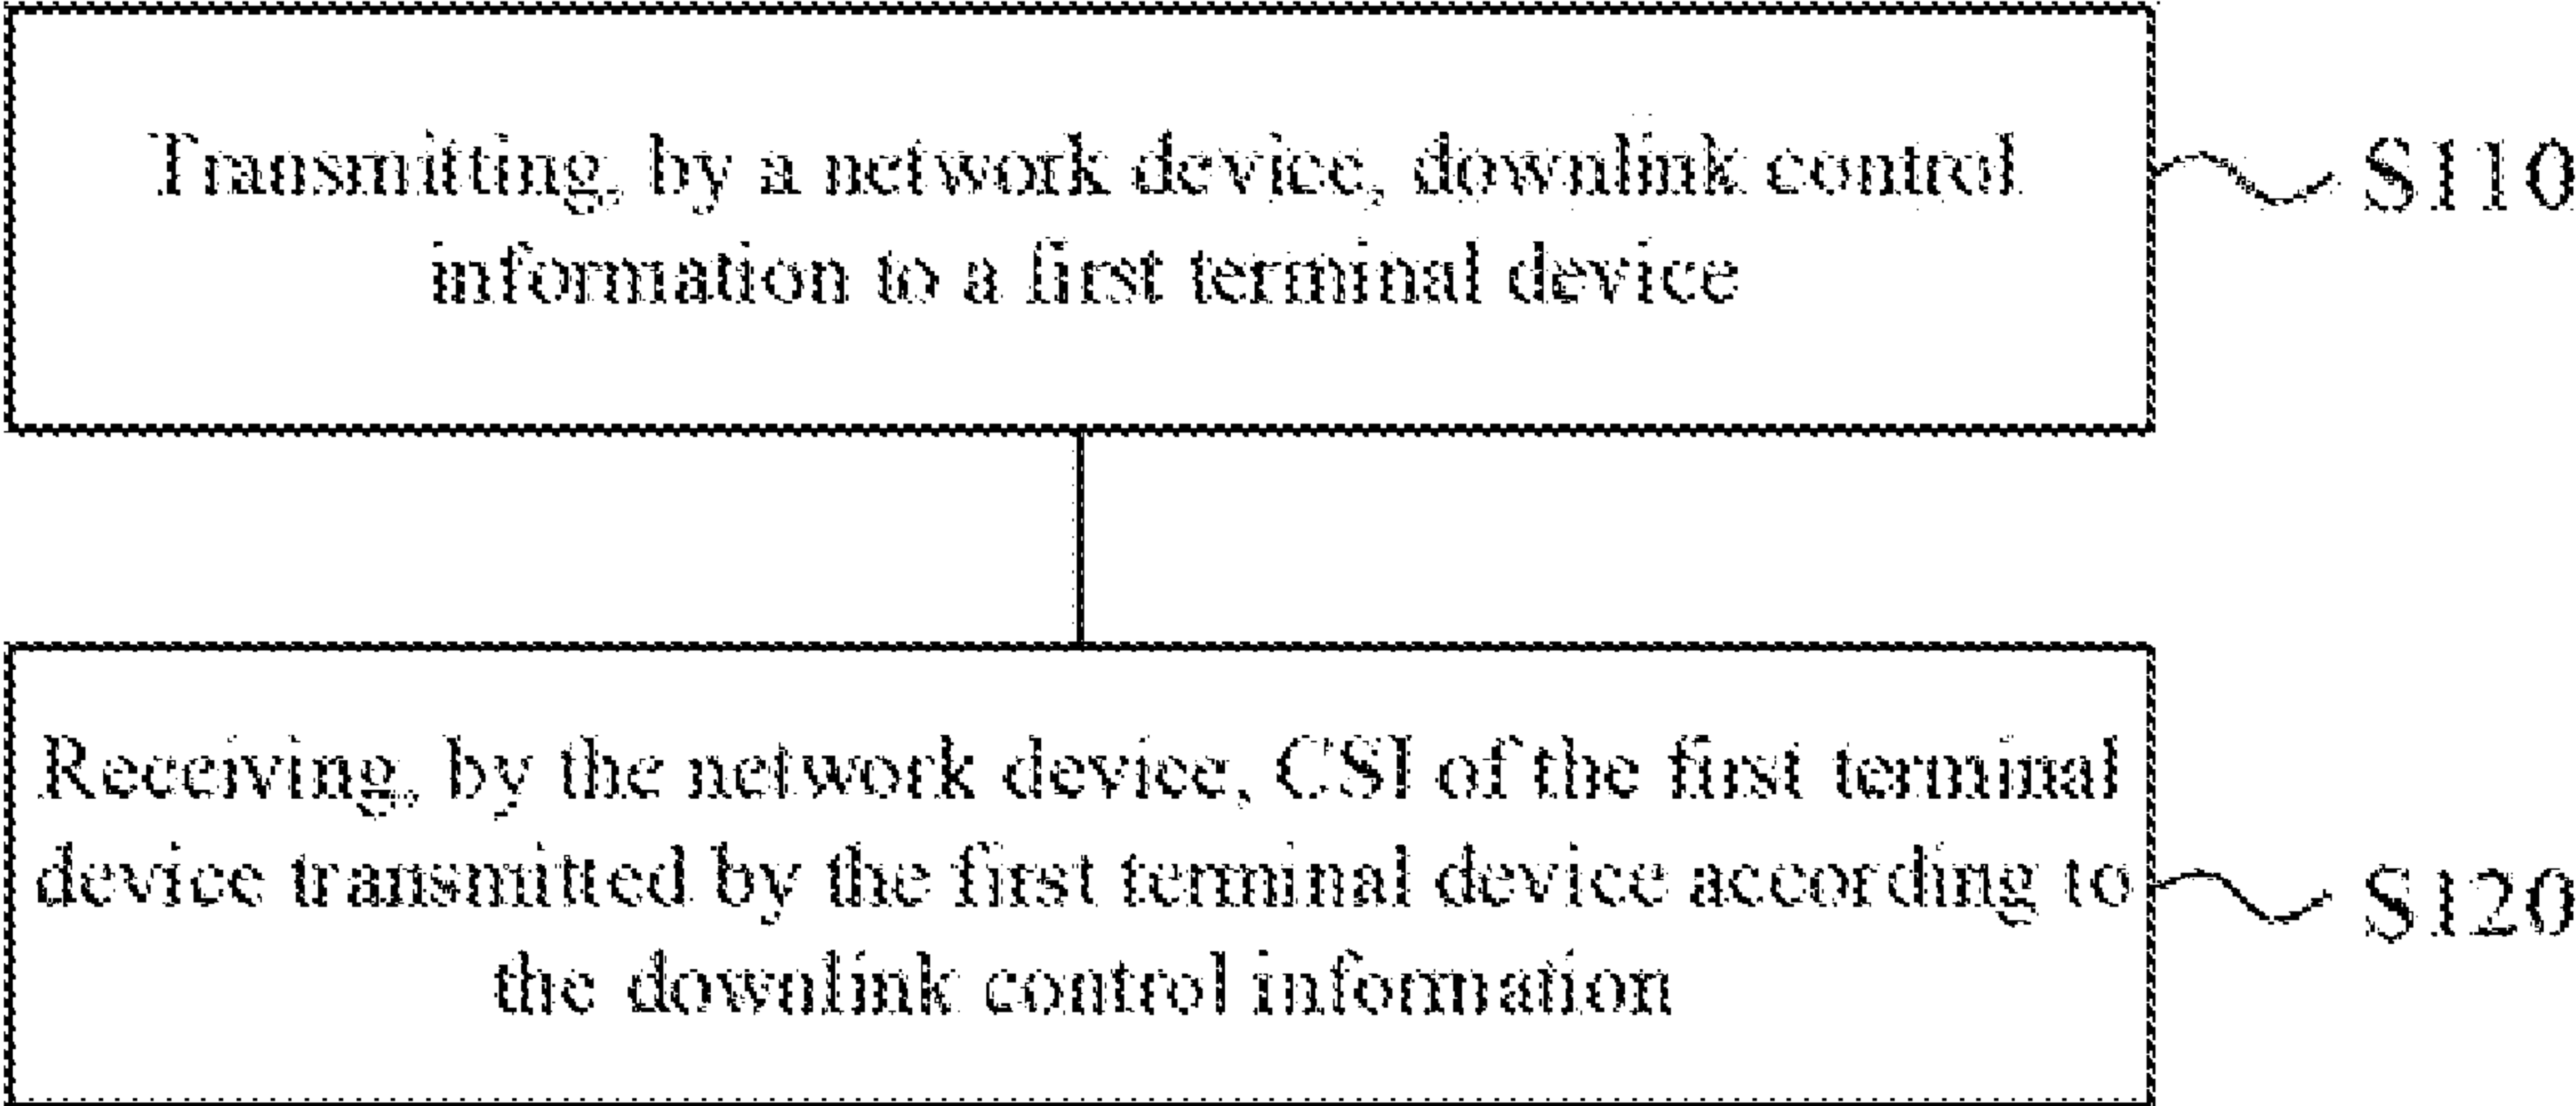 Transmitting, by a network device, downlink control
information to a first terminal device
S110
Receiving, by the network device, CSI of the first terminal
device transmitted by the first terminal device according to
the downlink control information
S120